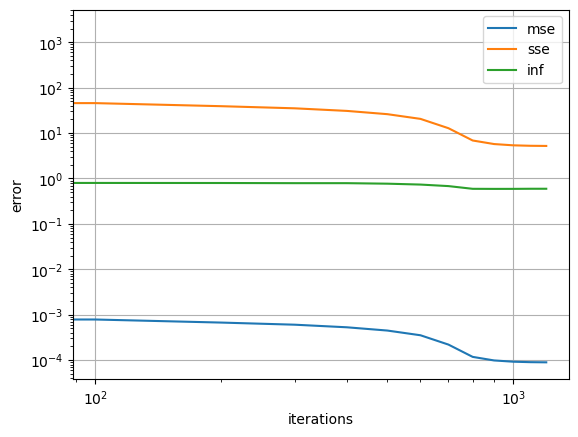 mse
sse
inf
10³
10²
10¹
10⁰
10⁻¹
10⁻²
10⁻³
10⁻⁴
error
10² 10³
iterations